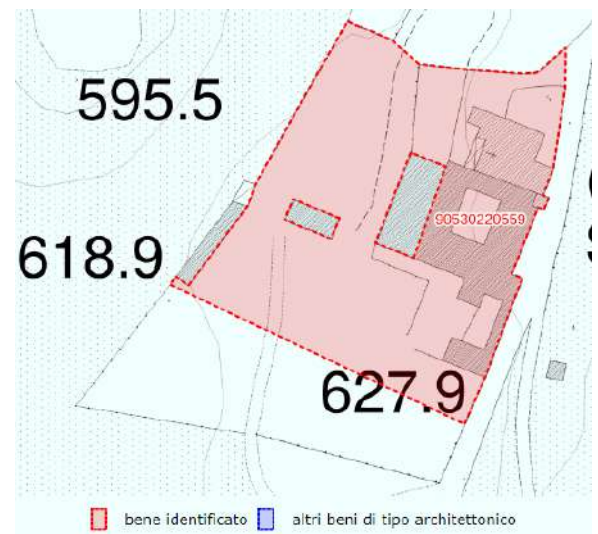 595.5
90530220559
618.9
627.9
bene identificato altri beni di tipo architettonico